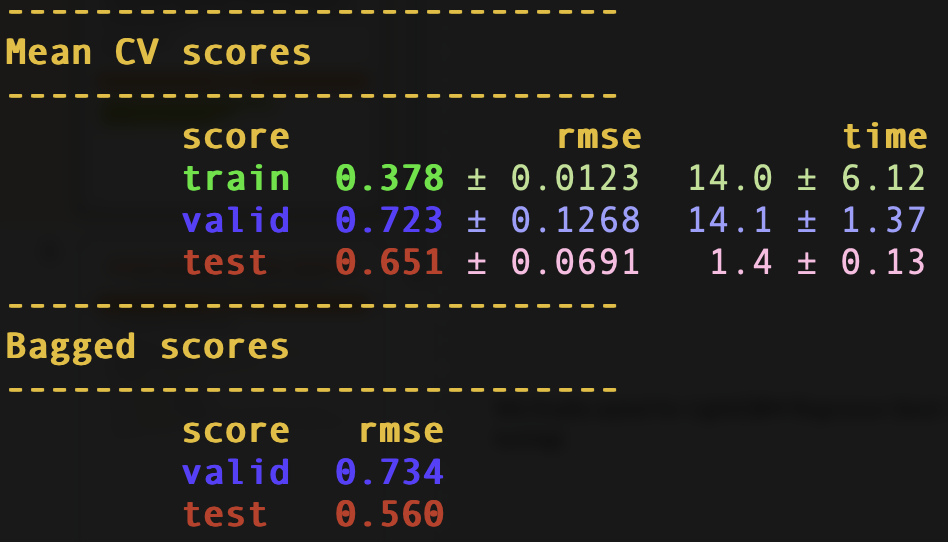 ----------------------------
Mean CV scores
----------------------------
score rmse time
train 0.378 ± 0.0123 14.0 ± 6.12
valid 0.723 ± 0.1268 14.1 ± 1.37
test 0.651 ± 0.0691 1.4 ± 0.13
----------------------------
Bagged scores
----------------------------
score rmse
valid 0.734
test 0.560